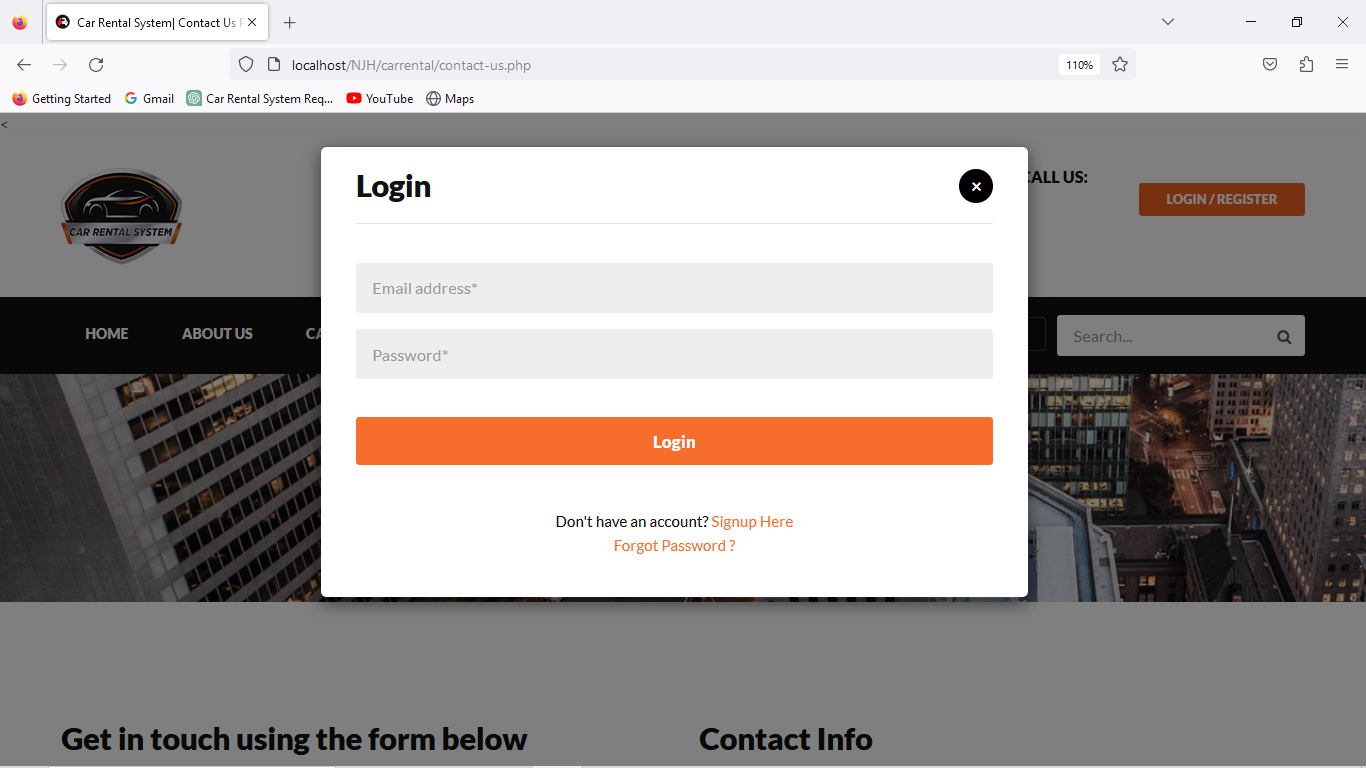 Car Rental System| Contact Us P
localhost/NJH/carrental/contact-us.php
110%
Getting Started
Gmail
Car Rental System Req...
YouTube
Maps
<
CAR RENTAL SYSTEM
CALL US:
LOGIN / REGISTER
HOME
ABOUT US
CA
Search...
Login
×
Email address*
Password*
Login
Don't have an account? Signup Here
Forgot Password ?
Get in touch using the form below
Contact Info